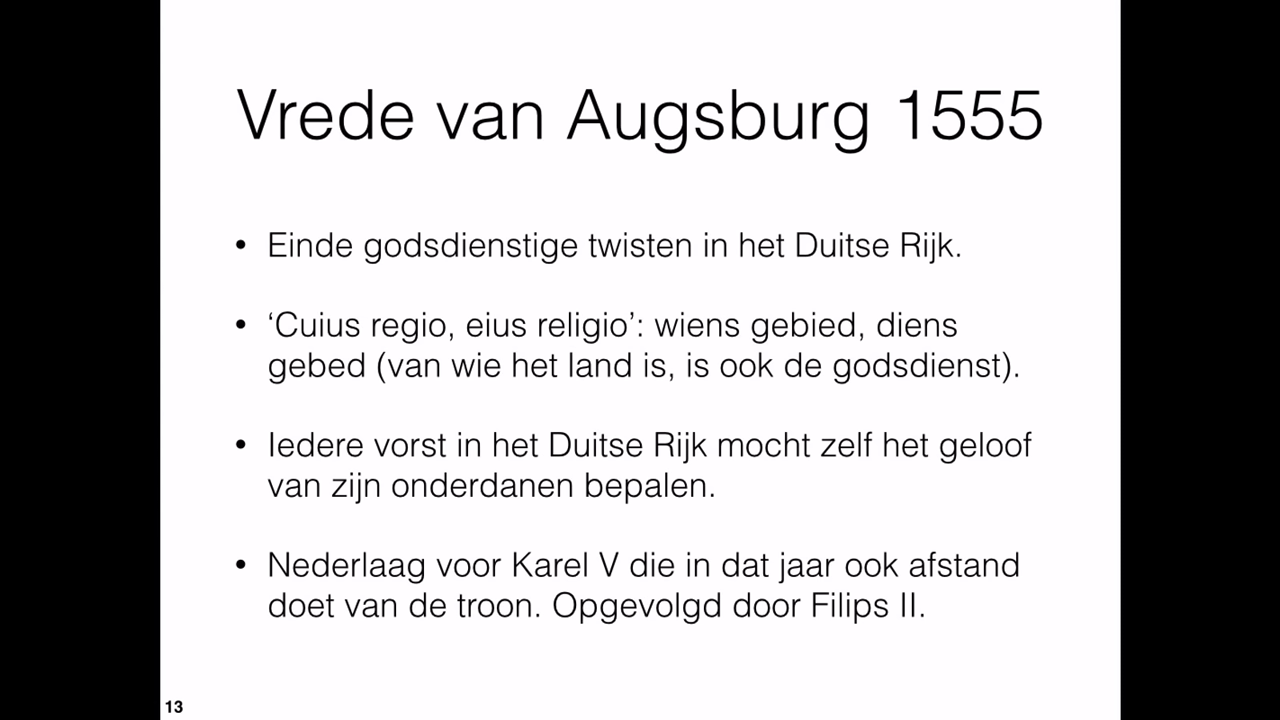 Vrede van Augsburg 1555
• Einde godsdienstige twisten in het Duitse Rijk.
• ‘Cuius regio, eius religio’: wiens gebied, diens
gebed (van wie het land is, is ook de godsdienst).
• Iedere vorst in het Duitse Rijk mocht zelf het geloof
van zijn onderdanen bepalen.
• Nederlaag voor Karel V die in dat jaar ook afstand
doet van de troon. Opgevolgd door Filips II.
13